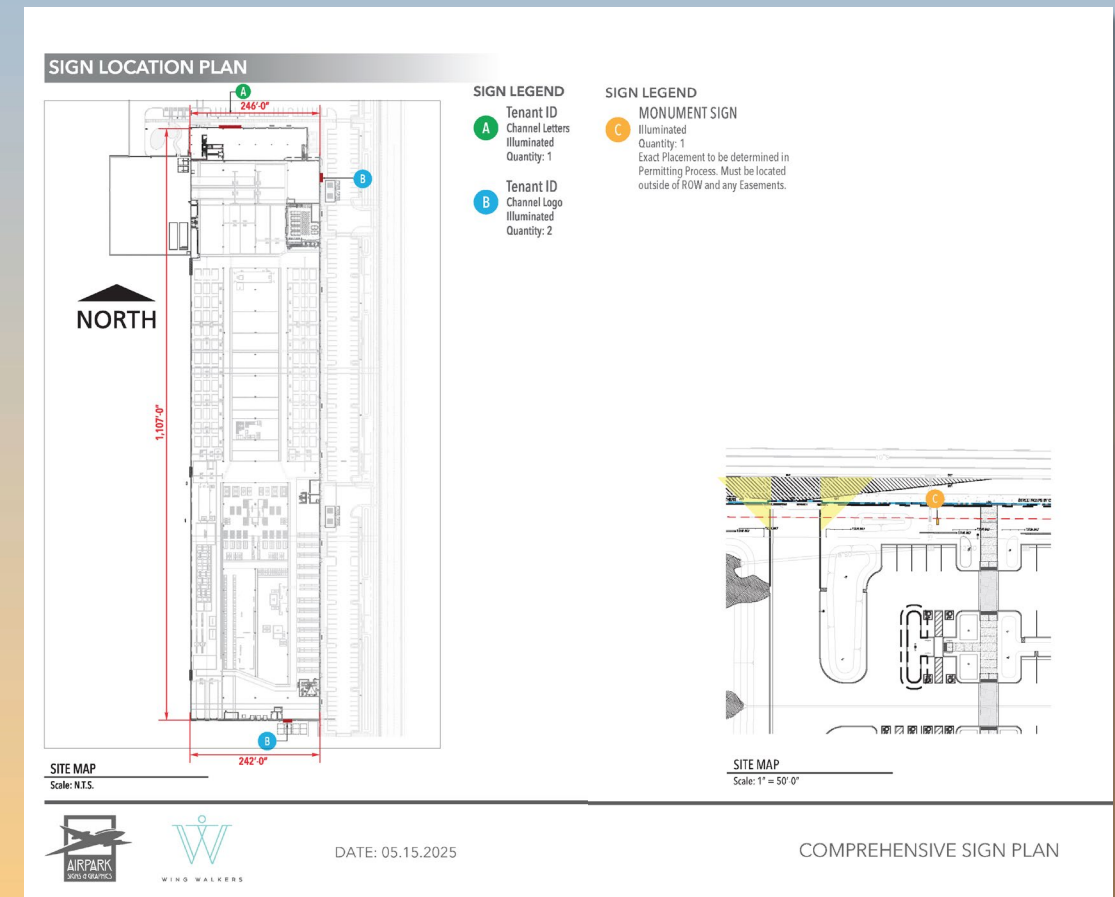 SIGN LOCATION PLAN
A
246'-0"
B
NORTH
1,107'-0"
B
242'-0"
SITE MAP
Scale: N.T.S.
SIGN LEGEND
A
Tenant ID
Channel Letters
Illuminated
Quantity: 1
B
Tenant ID
Channel Logo
Illuminated
Quantity: 2
SIGN LEGEND
C
MONUMENT SIGN
Illuminated
Quantity: 1
Exact Placement to be determined in
Permitting Process. Must be located
outside of ROW and any Easements.
C
SITE MAP
Scale: 1" = 50'-0"
AIRPARK
SIGNS & GRAPHICS
WING WALKERS
DATE: 05.15.2025
COMPREHENSIVE SIGN PLAN